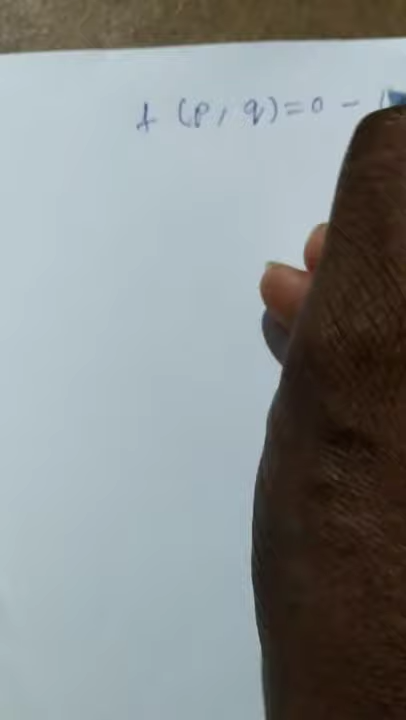 f (p, q) = 0 - (